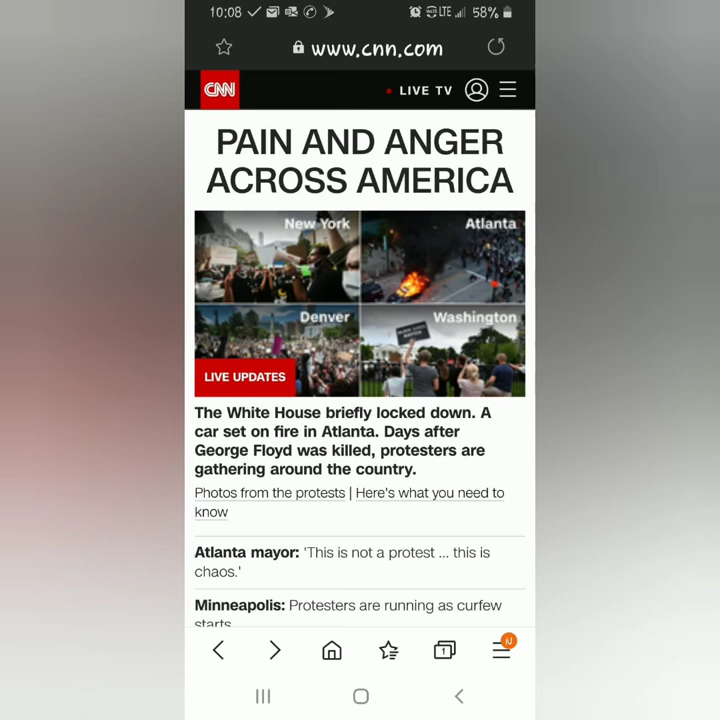 10:08 58%
www.cnn.com
CNN LIVE TV
PAIN AND ANGER
ACROSS AMERICA
New York Atlanta
Denver Washington
LIVE UPDATES
The White House briefly locked down. A
car set on fire in Atlanta. Days after
George Floyd was killed, protesters are
gathering around the country.
Photos from the protests | Here's what you need to
know
Atlanta mayor: 'This is not a protest ... this is
chaos.'
Minneapolis: Protesters are running as curfew
starts
1 N